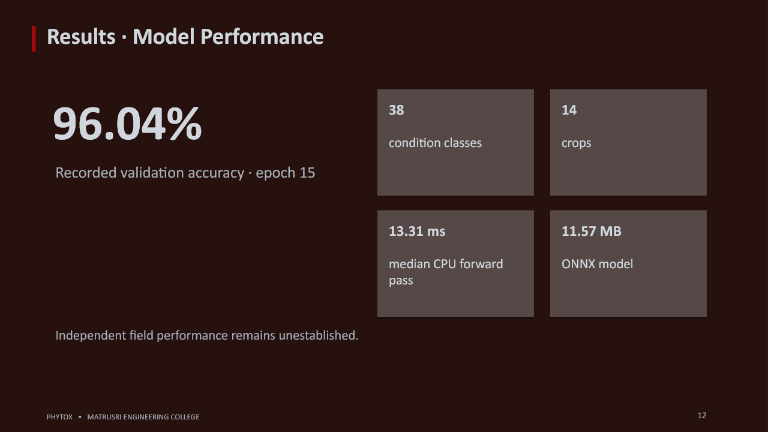 Results · Model Performance
96.04%
Recorded validation accuracy · epoch 15
38
condition classes
14
crops
13.31 ms
median CPU forward
pass
11.57 MB
ONNX model
Independent field performance remains unestablished.
PHYTOX • MATRUSRI ENGINEERING COLLEGE
12